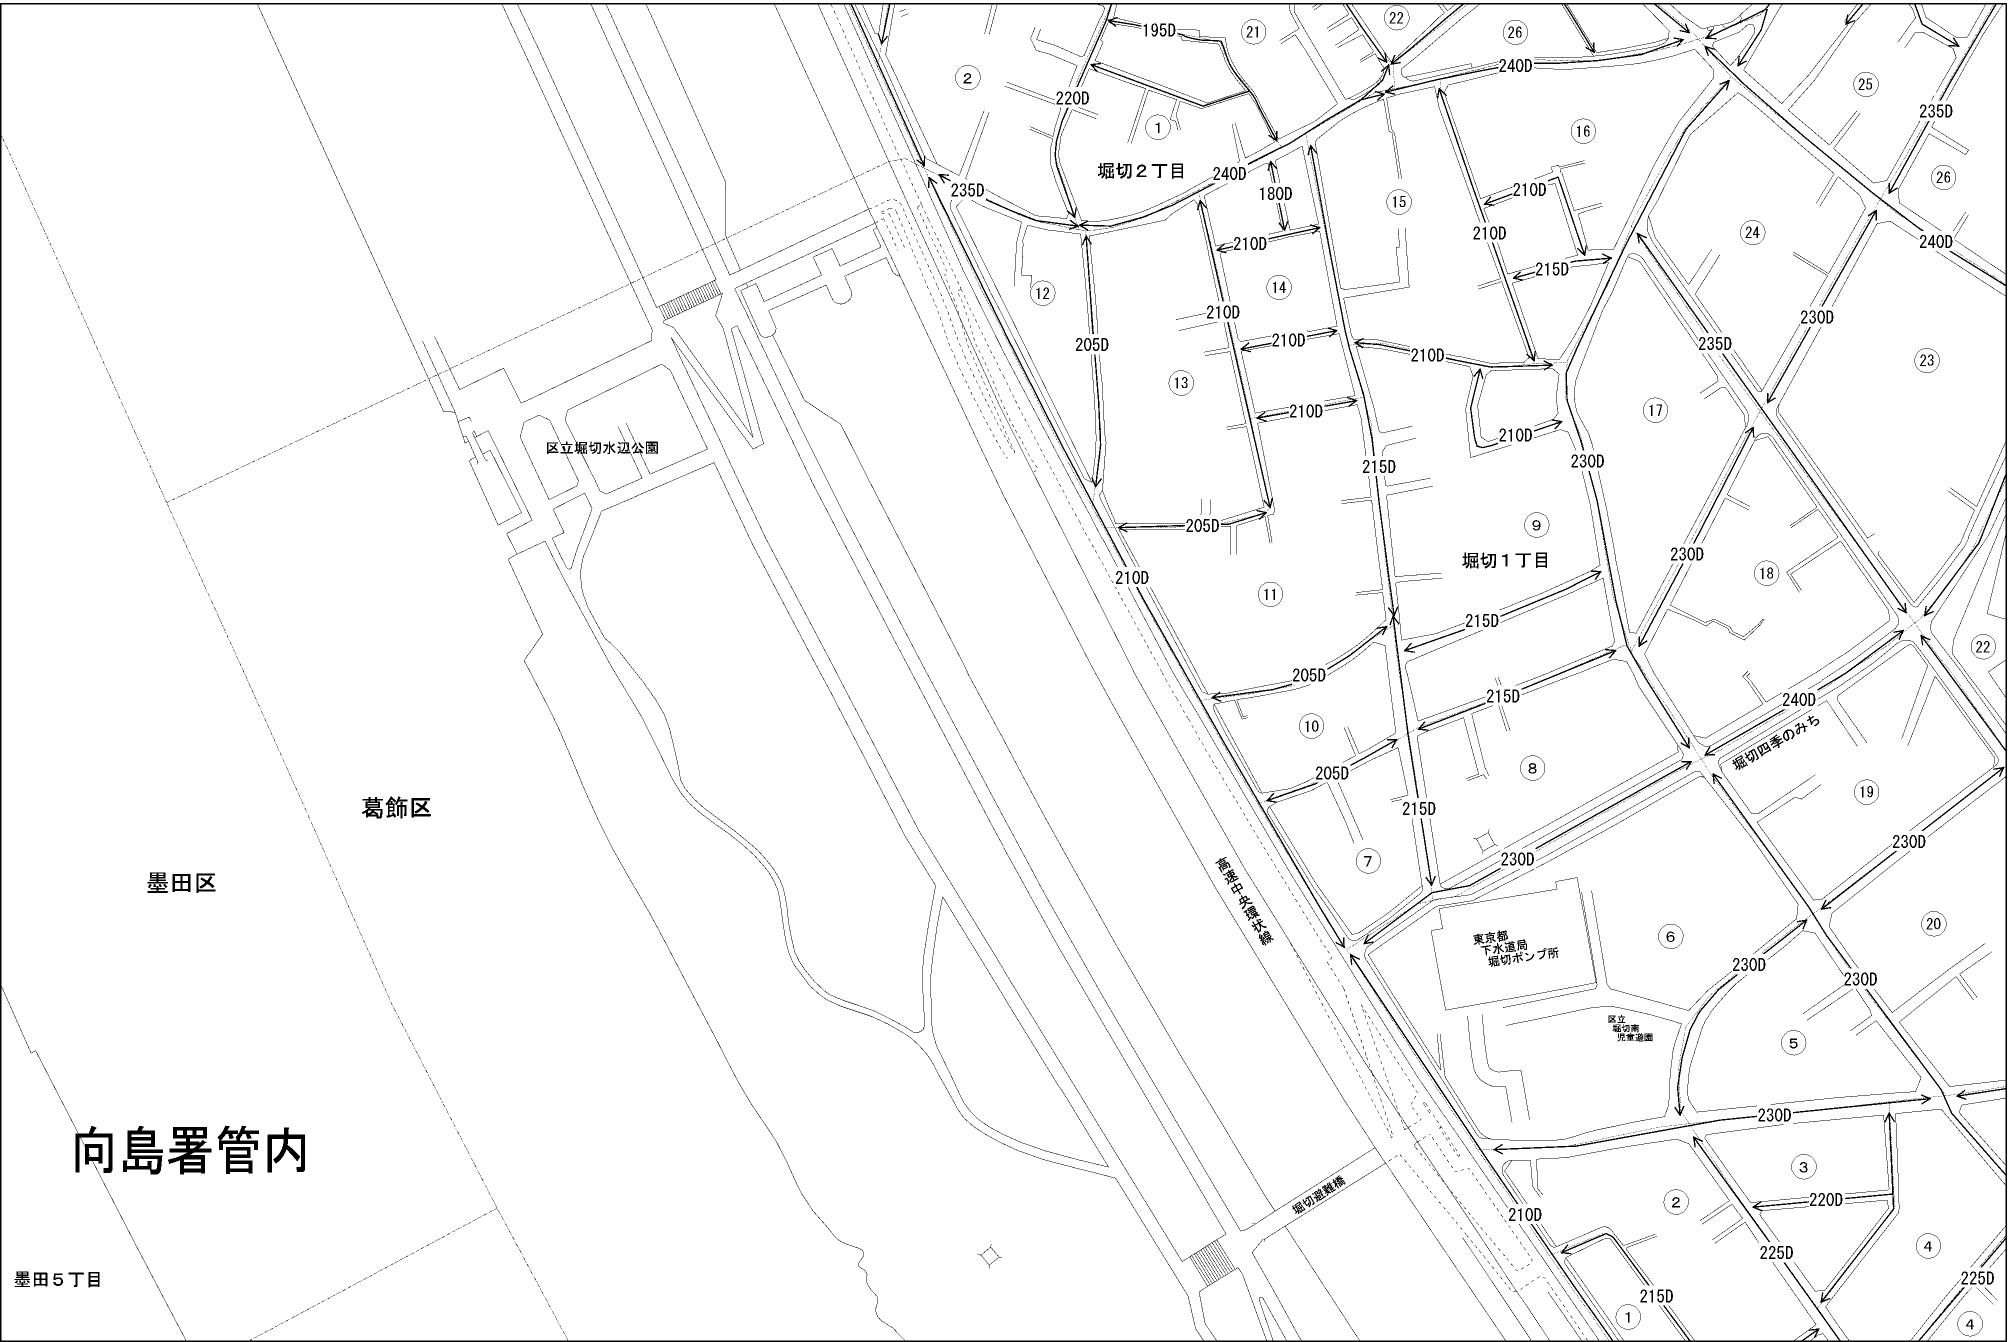 195D
㉑
㉒
㉖
240D
②
220D
①
㉕
235D
⑯
堀切２丁目
240D
180D
235D
210D
⑮
㉖
210D
210D
㉔
240D
215D
⑫
⑭
210D
230D
205D
210D
210D
235D
㉓
⑬
210D
⑰
区立堀切水辺公園
210D
215D
230D
205D
⑨
堀切１丁目
230D
210D
⑱
⑪
215D
㉒
205D
215D
240D
堀切四季のみち
⑩
205D
⑧
⑲
葛飾区
215D
230D
⑦
230D
墨田区
高速中央環状線
東京都
下水道局
堀切ポンプ所
⑥
⑳
230D
230D
区立
堀切南
児童遊園
⑤
230D
向島署管内
③
220D
②
堀切避難橋
210D
225D
④
墨田５丁目
225D
215D
①
④